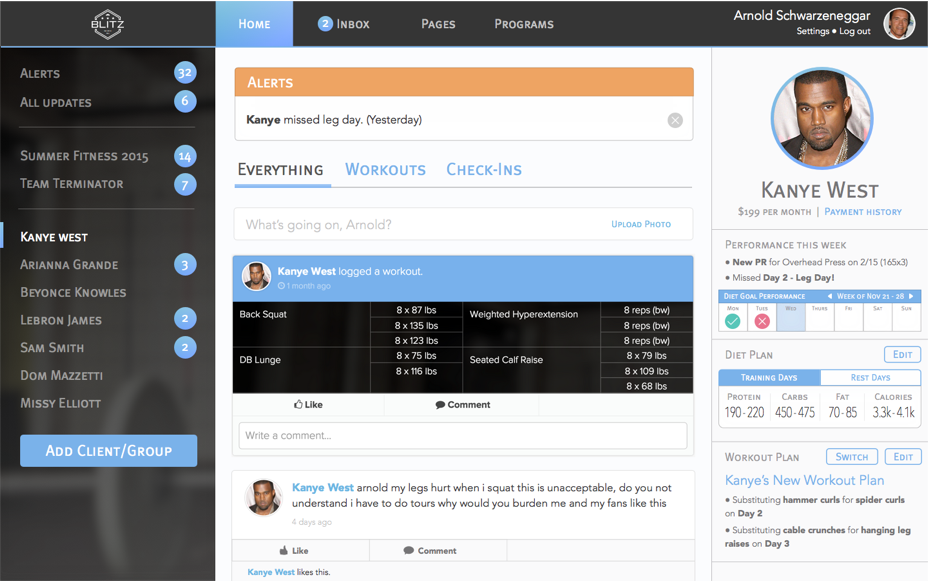 BLITZ
Home
2 Inbox
Pages
Programs
Arnold Schwarzeneggar
Settings • Log out
Alerts 32
All updates 6
Summer Fitness 2015 14
Team Terminator 7
Kanye west
Arianna Grande 3
Beyonce Knowles
Lebron James 2
Sam Smith 2
Dom Mazzetti
Missy Elliott
Add Client/Group
Alerts
Kanye missed leg day. (Yesterday)
Everything Workouts Check-Ins
What's going on, Arnold? Upload Photo
Kanye West logged a workout.
1 month ago
Back Squat
8 x 87 lbs
8 x 135 lbs
8 x 123 lbs
Weighted Hyperextension
8 reps (bw)
8 reps (bw)
8 reps (bw)
DB Lunge
8 x 75 lbs
8 x 116 lbs
Seated Calf Raise
8 x 79 lbs
8 x 109 lbs
8 x 68 lbs
Like Comment
Write a comment...
Kanye West arnold my legs hurt when i squat this is unacceptable, do you not
understand i have to do tours why would you burden me and my fans like this
4 days ago
Like Comment
Kanye West likes this.
Kanye West
$199 per month | Payment history
Performance this week
• New PR for Overhead Press on 2/15 (165x3)
• Missed Day 2 - Leg Day!
Diet Goal Performance ◀ Week of Nov 21 - 28 ▶
Mon Tues Wed Thurs Fri Sat Sun
Diet Plan Edit
Training Days Rest Days
Protein Carbs Fat Calories
190-220 450-475 70-85 3.3k-4.1k
Workout Plan Switch Edit
Kanye's New Workout Plan
• Substituting hammer curls for spider curls
on Day 2
• Substituting cable crunches for hanging leg
raises on Day 3